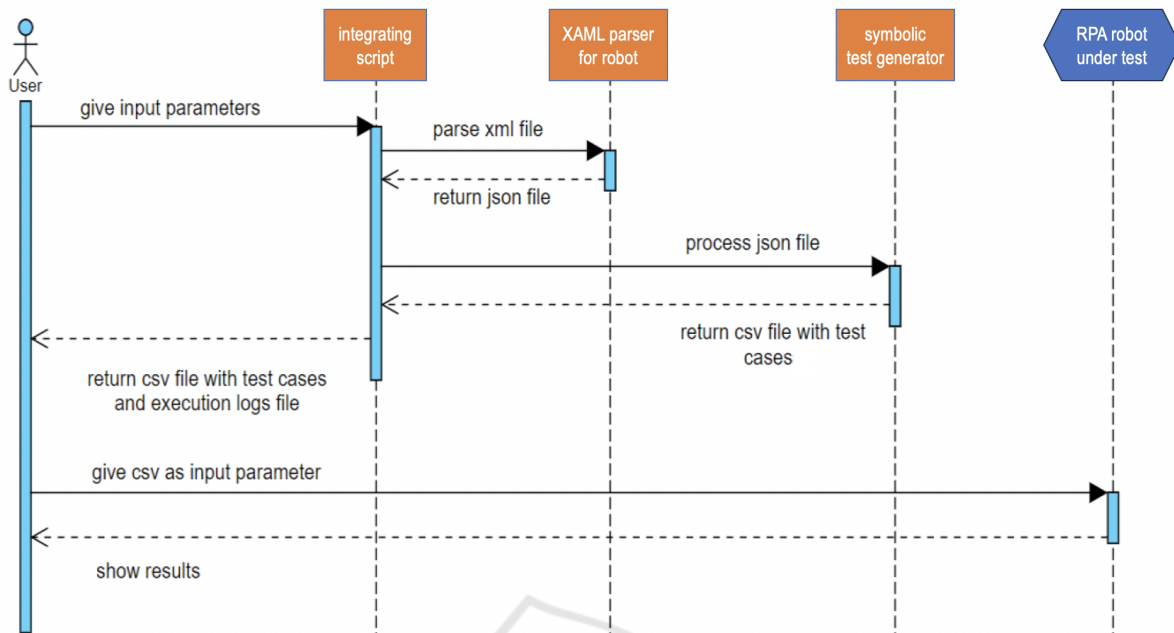 integrating
script
XAML parser
for robot
symbolic
test generator
RPA robot
under test
User
give input parameters
parse xml file
return json file
process json file
return csv file with test
cases
return csv file with test cases
and execution logs file
give csv as input parameter
show results